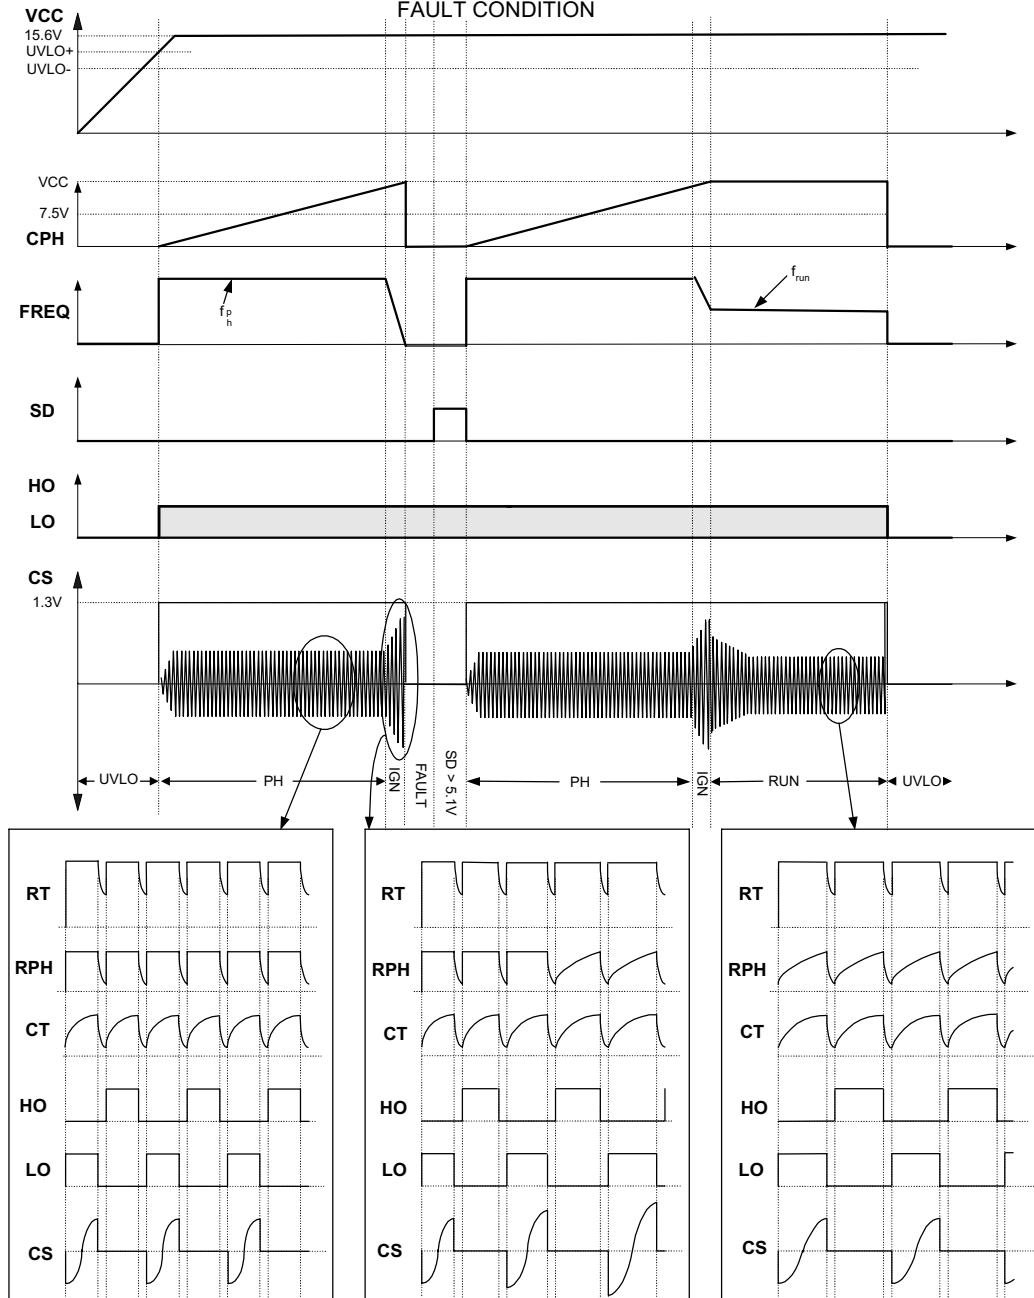 FAULT CONDITION
VCC
15.6V
UVLO+
UVLO-
VCC
7.5V
CPH
FREQ
fph
frun
SD
HO
LO
CS
1.3V
UVLO
PH
IGN
FAULT
SD > 5.1V
PH
IGN
RUN
UVLO
RT
RPH
CT
HO
LO
CS
RT
RPH
CT
HO
LO
CS
RT
RPH
CT
HO
LO
CS